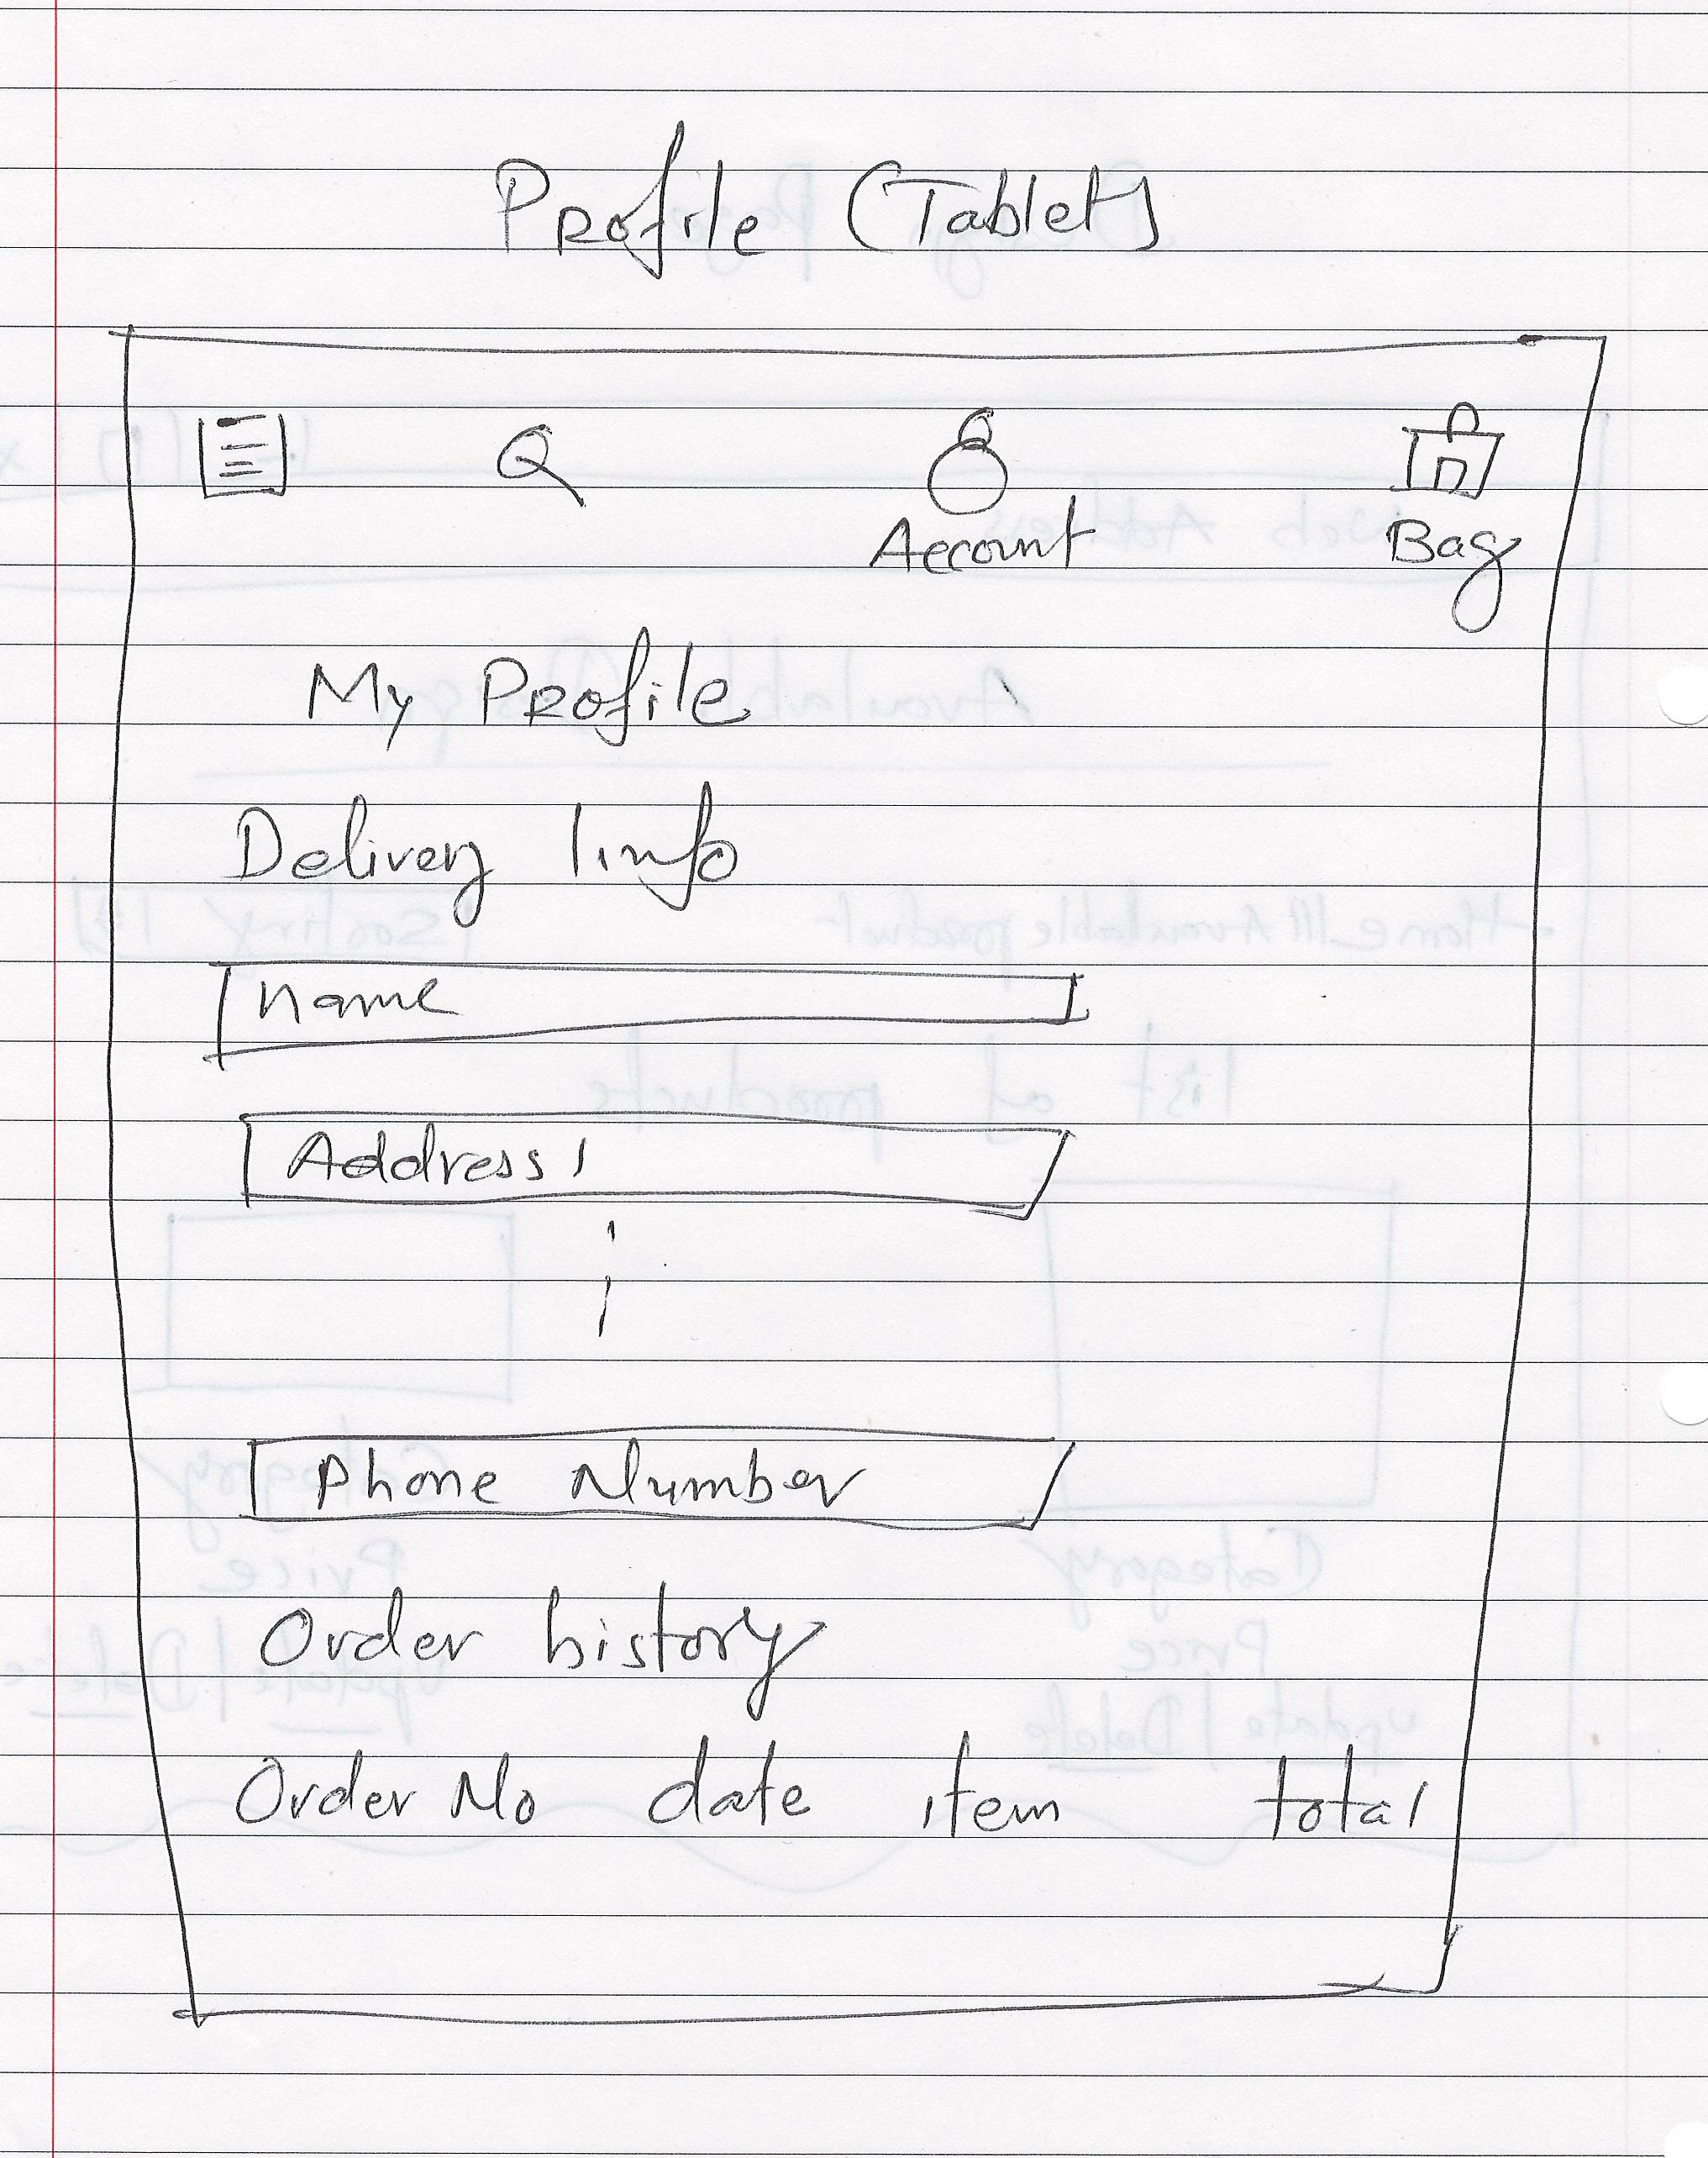 Profile (Tablet)
Account Bag
My Profile
Delivery Info
Name
Address 1
Phone Number
Order history
Order No date item total